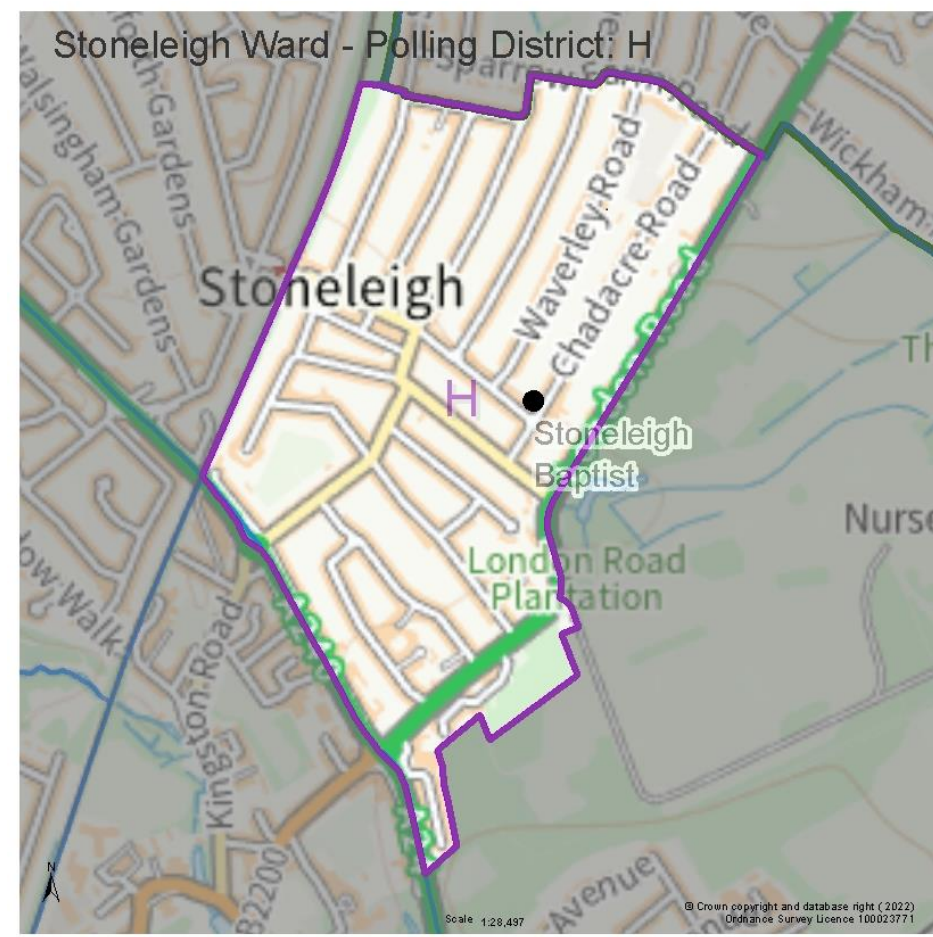 Stoneleigh Ward - Polling District: H
Walsingham Gardens
Gardens
Waverley Road
Chadacre Road
Wickham
Stoneleigh
H
Stoneleigh
Baptist
London Road
Plantation
Kingston Road
B2200
Avenue
N
Scale 1:28,497
© Crown copyright and database right (2022)
Ordnance Survey Licence 100023771